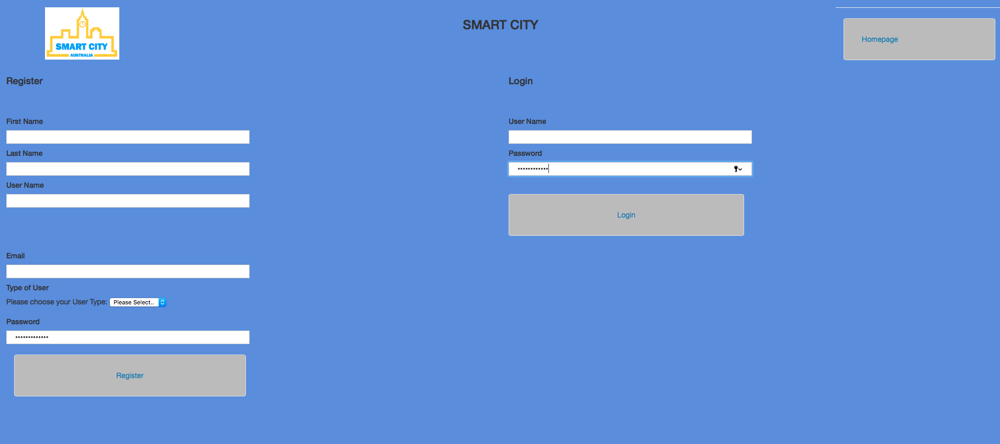 SMART CITY
AUSTRALIA
SMART CITY
Homepage
Register
First Name
Last Name
User Name
Email
Type of User
Please choose your User Type: Please Select..
Password
•••••••••••••
Register
Login
User Name
Password
••••••••••••
Login